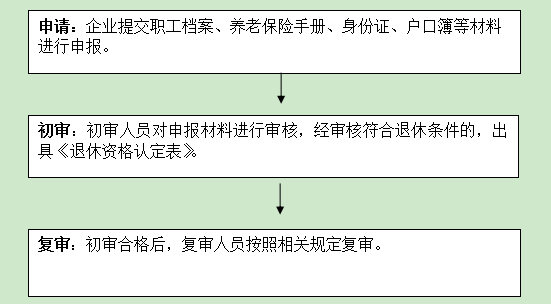 申请：企业提交职工档案、养老保险手册、身份证、户口簿等材料
进行申报。
初审：初审人员对申报材料进行审核，经审核符合退休条件的，出
具《退休资格认定表》。
复审：初审合格后，复审人员按照相关规定复审。